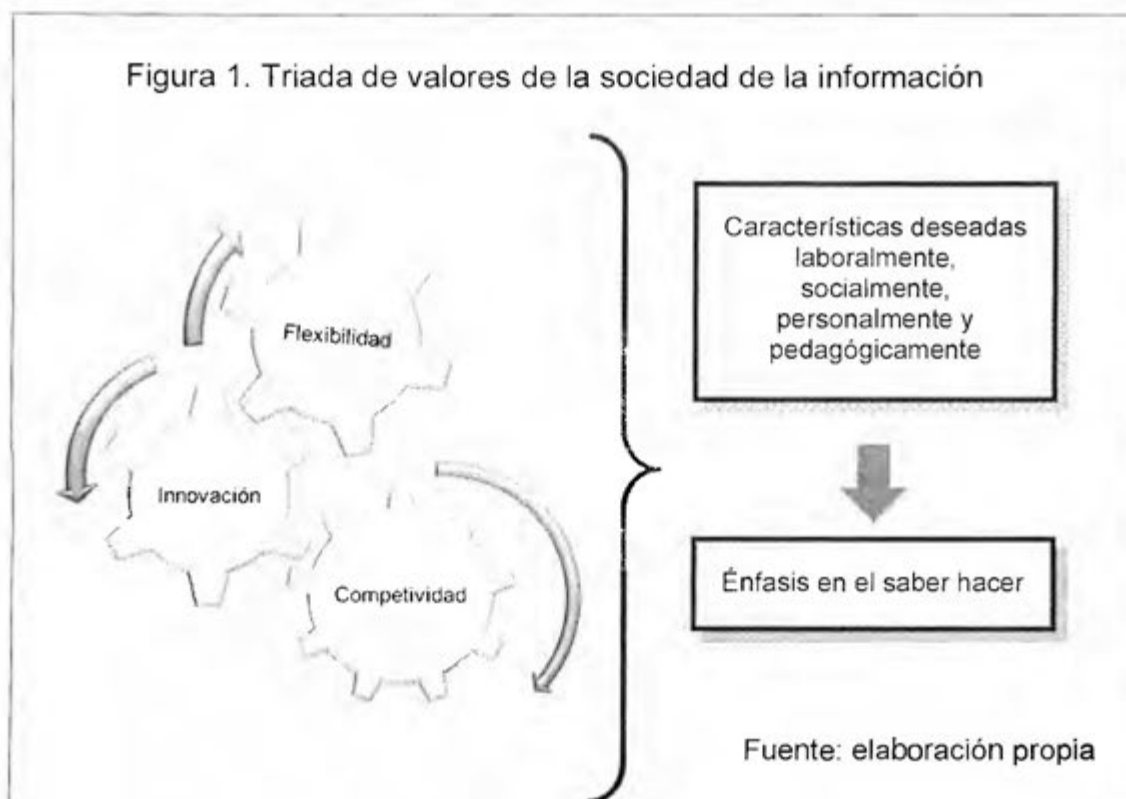 Figura 1. Triada de valores de la sociedad de la información
Flexibilidad
Innovación
Competividad
Características deseadas
laboralmente,
socialmente,
personalmente y
pedagógicamente
Énfasis en el saber hacer
Fuente: elaboración propia